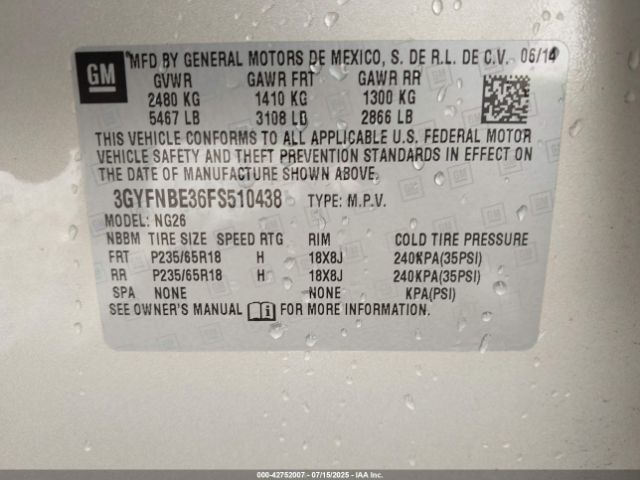 GM
MFD BY GENERAL MOTORS DE MEXICO, S. DE R.L. DE C.V. 06/14
GVWR GAWR FRT GAWR RR
2480 KG 1410 KG 1300 KG
5467 LB 3108 LB 2866 LB
THIS VEHICLE CONFORMS TO ALL APPLICABLE U.S. FEDERAL MOTOR
VEHICLE SAFETY AND THEFT PREVENTION STANDARDS IN EFFECT ON
THE DATE OF MANUFACTURE SHOWN ABOVE.
3GYFNBE36FS510438 TYPE: M.P.V.
MODEL: NG26
NBBM TIRE SIZE SPEED RTG RIM COLD TIRE PRESSURE
FRT P235/65R18 H 18X8J 240KPA(35PSI)
RR P235/65R18 H 18X8J 240KPA(35PSI)
SPA NONE NONE KPA(PSI)
SEE OWNER'S MANUAL FOR MORE INFORMATION.
000-42752007 - 07/15/2025 - IAA Inc.